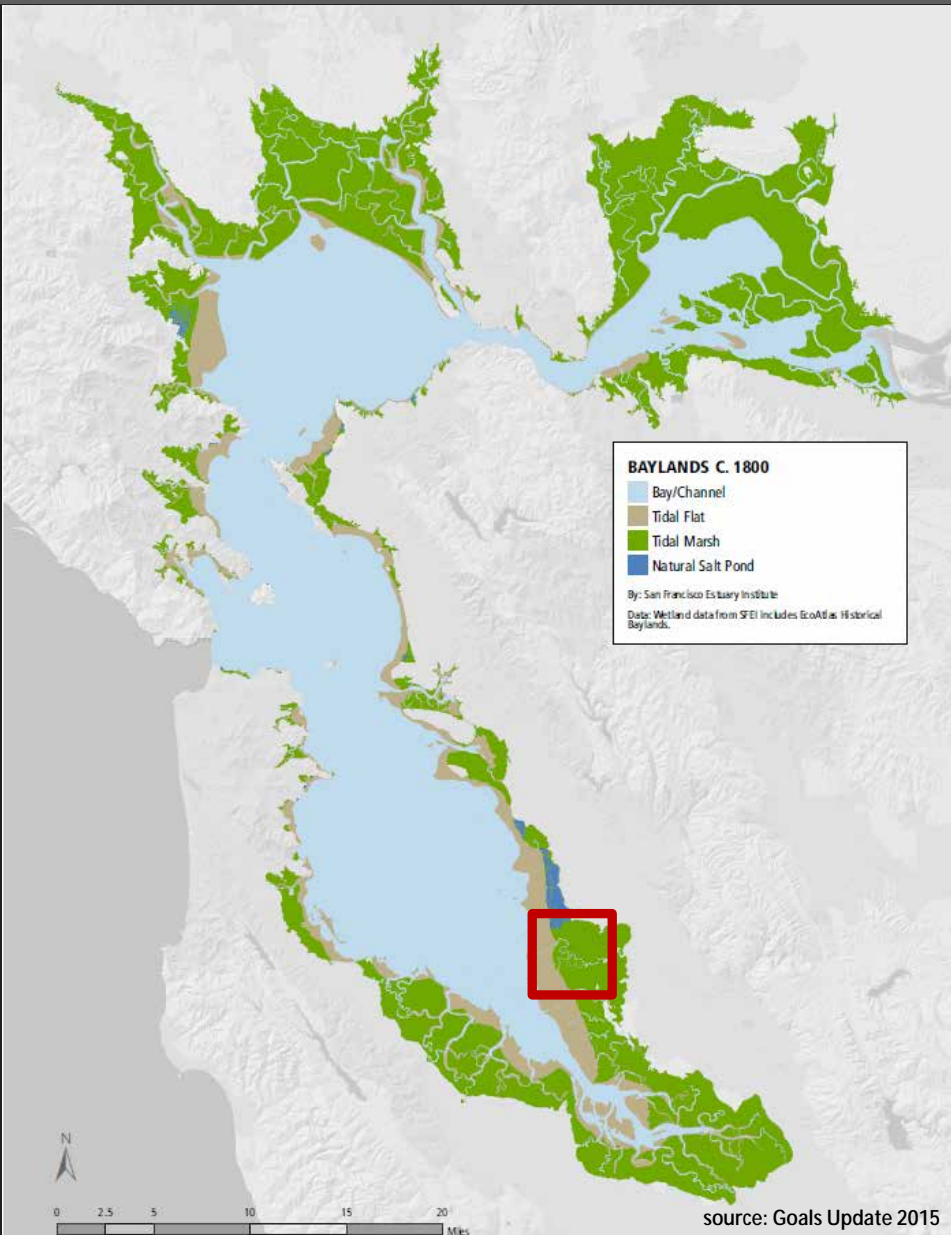 BAYLANDS C. 1800
Bay/Channel
Tidal Flat
Tidal Marsh
Natural Salt Pond
By: San Francisco Estuary Institute
Data: Wetland data from SFEI includes EcoAtlas Historical
Baylands.
N
0 2.5 5 10 15 20
Miles
source: Goals Update 2015